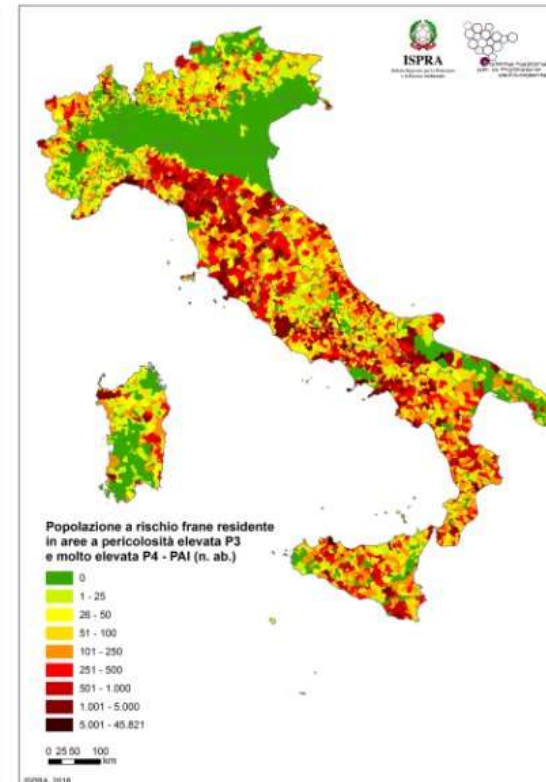 ISPRA
Popolazione a rischio frane residente
in aree a pericolosità elevata P3
e molto elevata P4 - PAI (n. ab.)
0
1 - 25
26 - 50
51 - 100
101 - 250
251 - 500
501 - 1.000
1.001 - 5.000
5.001 - 45.821
0 25 50 100
km